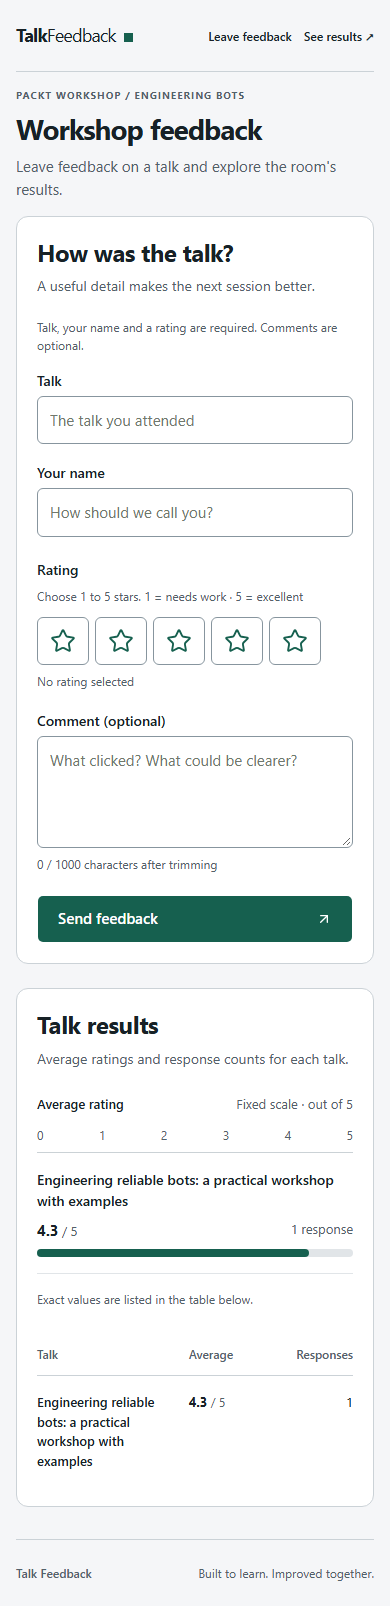 TalkFeedback
Leave feedback
See results ↗
PACKT WORKSHOP / ENGINEERING BOTS
Workshop feedback
Leave feedback on a talk and explore the room's
results.
How was the talk?
A useful detail makes the next session better.
Talk, your name and a rating are required. Comments are
optional.
Talk
The talk you attended
Your name
How should we call you?
Rating
Choose 1 to 5 stars. 1 = needs work · 5 = excellent
No rating selected
Comment (optional)
What clicked? What could be clearer?
0 / 1000 characters after trimming
Send feedback ↗
Talk results
Average ratings and response counts for each talk.
Average rating
Fixed scale · out of 5
0 1 2 3 4 5
Engineering reliable bots: a practical workshop
with examples
4.3 / 5
1 response
Exact values are listed in the table below.
Talk Average Responses
Engineering reliable
bots: a practical
workshop with
examples
4.3 / 5
1
Talk Feedback
Built to learn. Improved together.